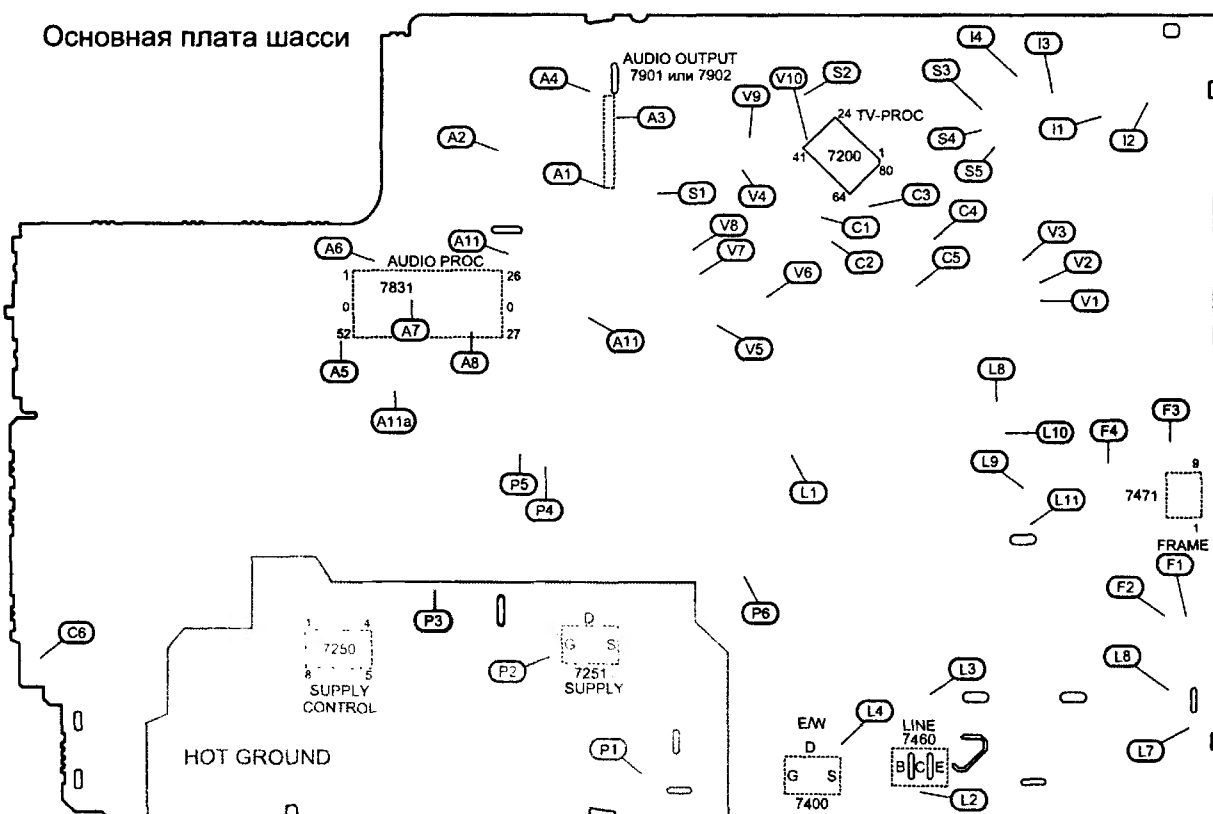 Основная плата шасси
I4
I3
AUDIO OUTPUT
7901 или 7902
A4
V10
S2
S3
V9
24 TV-PROC
A3
I1
I2
A2
S4
41
7200
1
80
A1
S5
64
S1
V4
C3
C1
C4
V8
V7
V3
A6
A11
AUDIO PROC
C2
C5
V2
1
26
V6
7831
V1
0
0
A7
52
27
A11
V5
A8
A5
L8
A11a
F3
L10
F4
L9
9
P5
L1
L11
7471
P4
1
FRAME
F1
F2
P3
P6
C6
1
4
D
7250
G
S
P2
L8
8
5
7251
SUPPLY
CONTROL
SUPPLY
L3
L4
E/W
LINE
7460
D
L7
P1
HOT GROUND
G
S
B
C
E
7400
L2